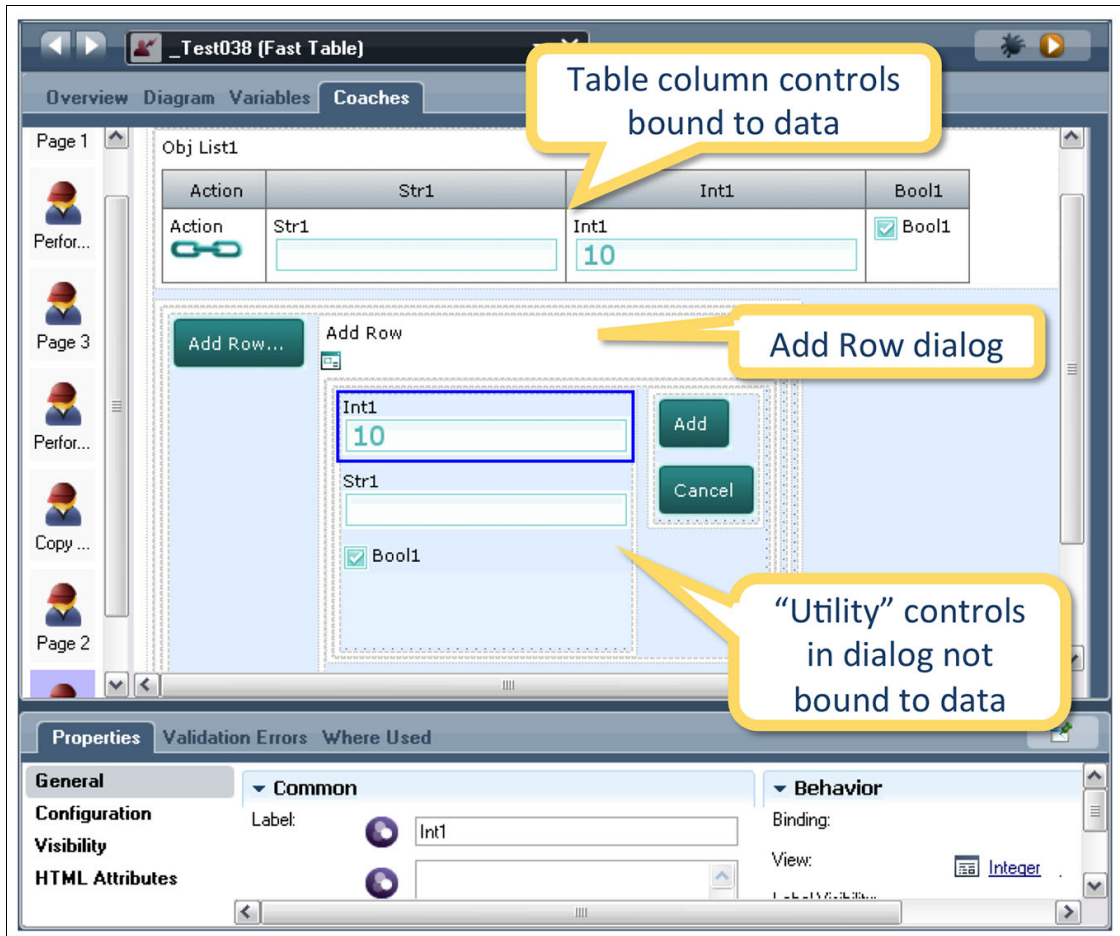 _Test038 (Fast Table)
Overview Diagram Variables Coaches
Table column controls
bound to data
Page 1
Obj List1
Action Str1 Int1 Bool1
Action Str1 Int1 Bool1
10
Perfor...
Page 3
Add Row...
Add Row
Add Row dialog
Int1
10
Add
Perfor...
Str1
Cancel
Copy ...
Bool1
"Utility" controls
in dialog not
bound to data
Page 2
Properties Validation Errors Where Used
General
Configuration
Visibility
HTML Attributes
Common
Label: Int1
Behavior
Binding:
View: Integer